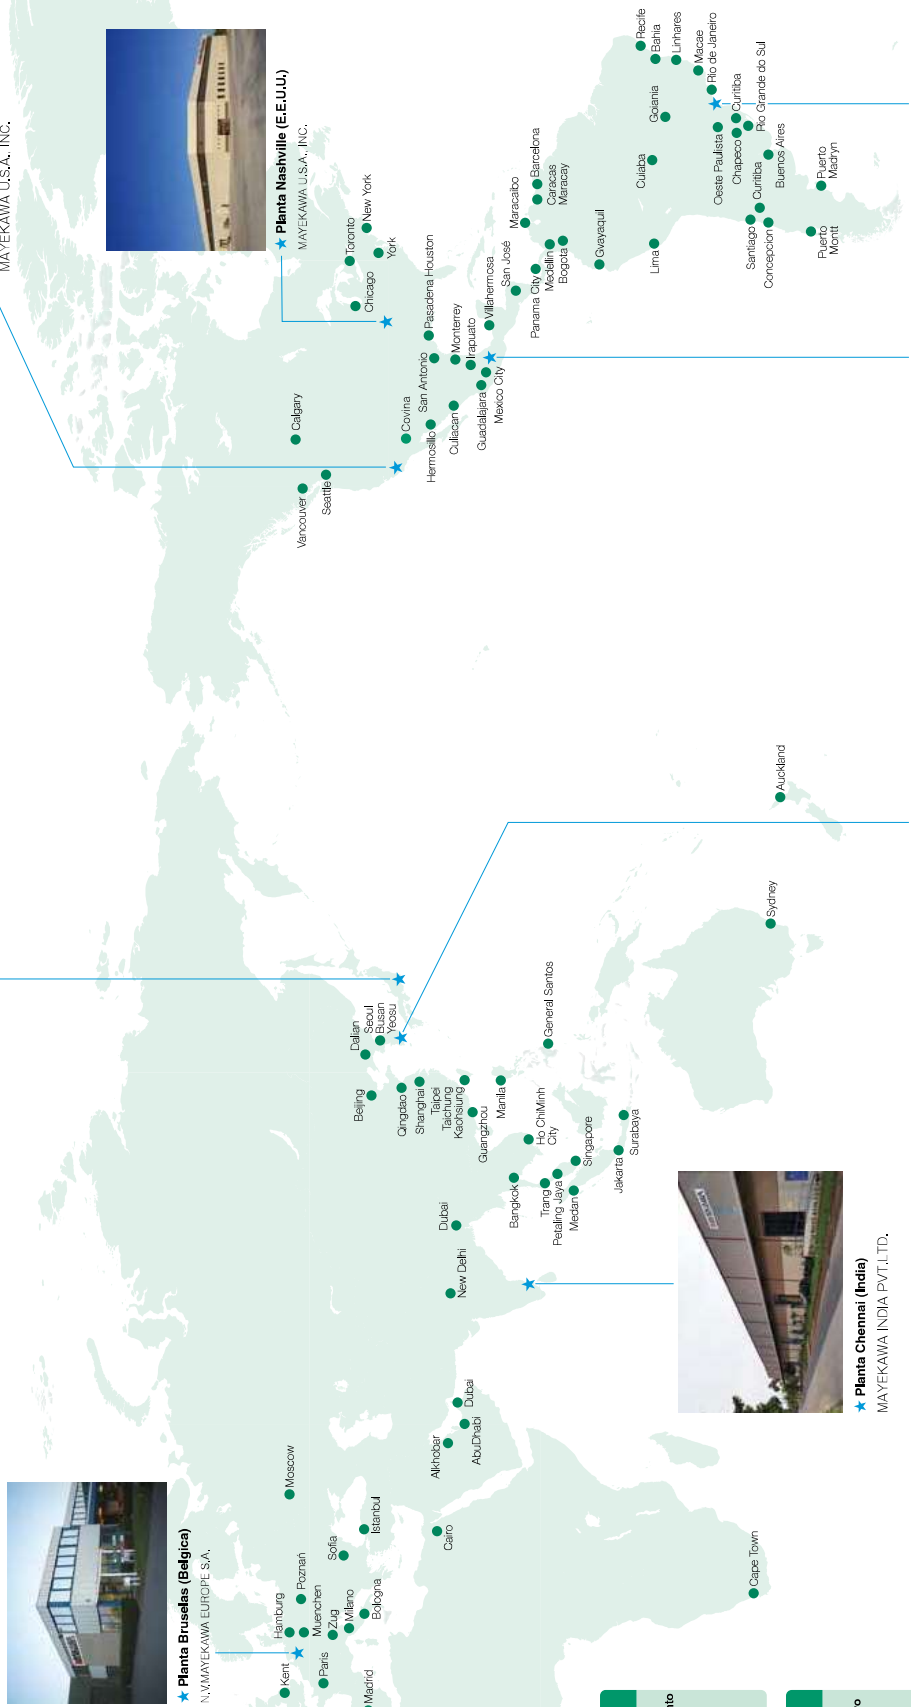 ★ Planta Bruselas (Belgica)
N.V.MAYEKAWA EUROPE S.A.
Kent
Hamburg
Poznań
Muenchen
Paris
Zug
Milano
Bologna
Madrid
Sofia
Istanbul
Moscow
Cairo
Alkhobar
AbuDhabi
Dubai
Cape Town
New Delhi
Dubai
★ Planta Chennai (India)
MAYEKAWA INDIA PVT.LTD.
Beijing
Dalian
Seoul
Busan
Yeosu
Qingdao
Shanghai
Taipei
Taichung
Kaohsiung
Guangzhou
Manila
Ho ChiMinh
City
Bangkok
Trang
Petaling Jaya
Medan
Singapore
Jakarta
Surabaya
General Santos
Sydney
Auckland
MAYEKAWA U.S.A., INC.
★ Planta Nashville (E.E.U.U.)
MAYEKAWA U.S.A., INC.
Vancouver
Calgary
Seattle
Covina
Hermosillo
San Antonio
Pasadena Houston
Culiacan
Monterrey
Irapuato
Guadalajara
Mexico City
Villahermosa
Chicago
Toronto
New York
York
San José
Panama City
Maracaibo
Barcelona
Caracas
Maracay
Medellin
Bogota
Gvayaquil
Lima
Cuiaba
Goiania
Recife
Bahia
Linhares
Macae
Rio de Janeiro
Oeste Paulista
Curitiba
Chapeco
Rio Grande do Sul
Buenos Aires
Santiago
Curitiba
Concepcion
Puerto
Montt
Puerto
Madryn
nto
ro